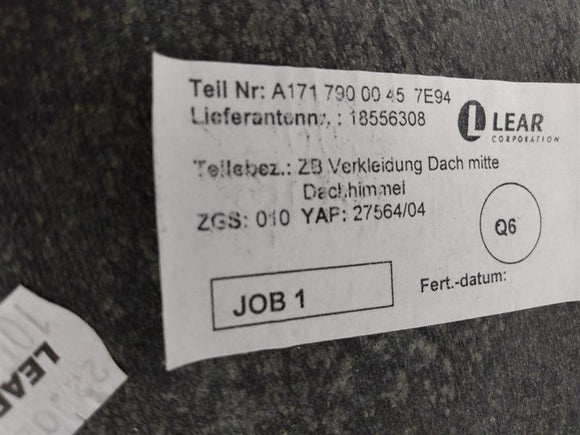 Teil Nr: A171 790 00 45 7E94
Lieferantennr.: 18556308
LEAR
CORPORATION
Teilebez.: ZB Verkleidung Dach mitte
Dachhimmel
ZGS: 010 YAP: 27564/04
Q6
JOB 1
Fert.-datum:
LEAR